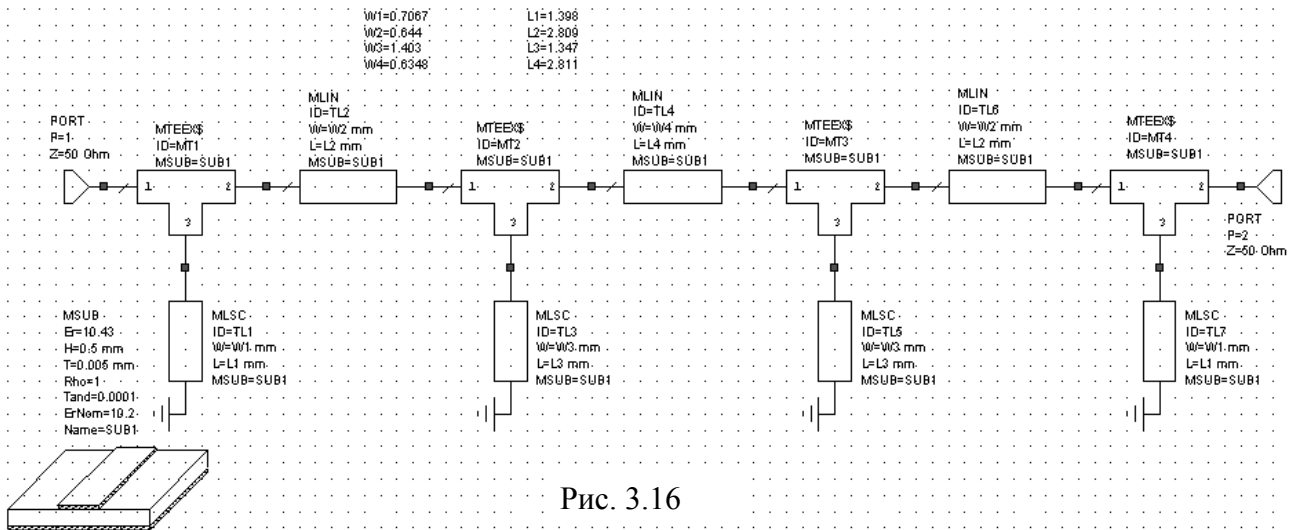 W1=0.7067
W2=0.644
W3=1.403
W4=0.6348
L1=1.398
L2=2.809
L3=1.347
L4=2.811
PORT
P=1
Z=50 Ohm
MTEEX$
ID=MT1
MSUB=SUB1
1
2
3
MLIN
ID=TL2
W=W2 mm
L=L2 mm
MSUB=SUB1
MTEEX$
ID=MT2
MSUB=SUB1
1
2
3
MLIN
ID=TL4
W=W4 mm
L=L4 mm
MSUB=SUB1
MTEEX$
ID=MT3
MSUB=SUB1
1
2
3
MLIN
ID=TL6
W=W2 mm
L=L2 mm
MSUB=SUB1
MTEEX$
ID=MT4
MSUB=SUB1
1
2
3
PORT
P=2
Z=50 Ohm
MSUB
Er=10.43
H=0.5 mm
T=0.005 mm
Rho=1
Tand=0.0001
ErNom=10.2
Name=SUB1
MLSC
ID=TL1
W=W1 mm
L=L1 mm
MSUB=SUB1
MLSC
ID=TL3
W=W3 mm
L=L3 mm
MSUB=SUB1
MLSC
ID=TL5
W=W3 mm
L=L3 mm
MSUB=SUB1
MLSC
ID=TL7
W=W1 mm
L=L1 mm
MSUB=SUB1
Рис. 3.16